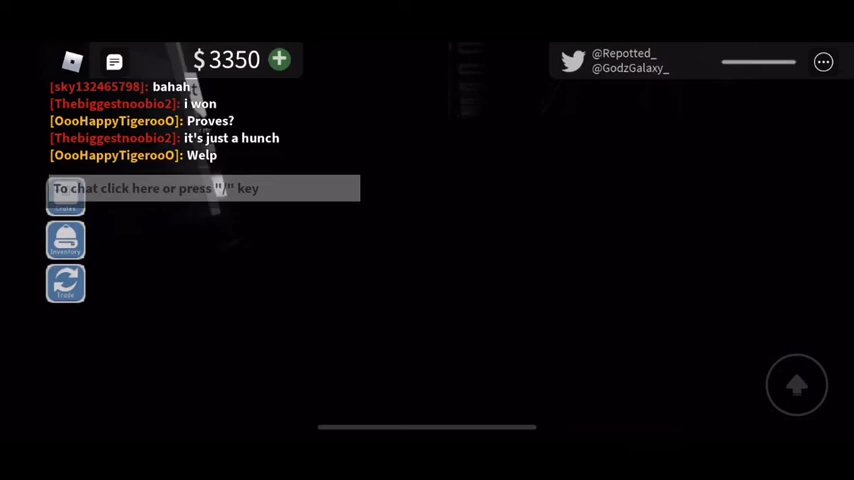 $ 3350
@Repotted_
@GodzGalaxy_
[sky132465798]: bahah
[Thebiggestnoobio2]: i won
[OooHappyTigerooO]: Proves?
[Thebiggestnoobio2]: it's just a hunch
[OooHappyTigerooO]: Welp
To chat click here or press "/" key
Crates
Inventory
Trade